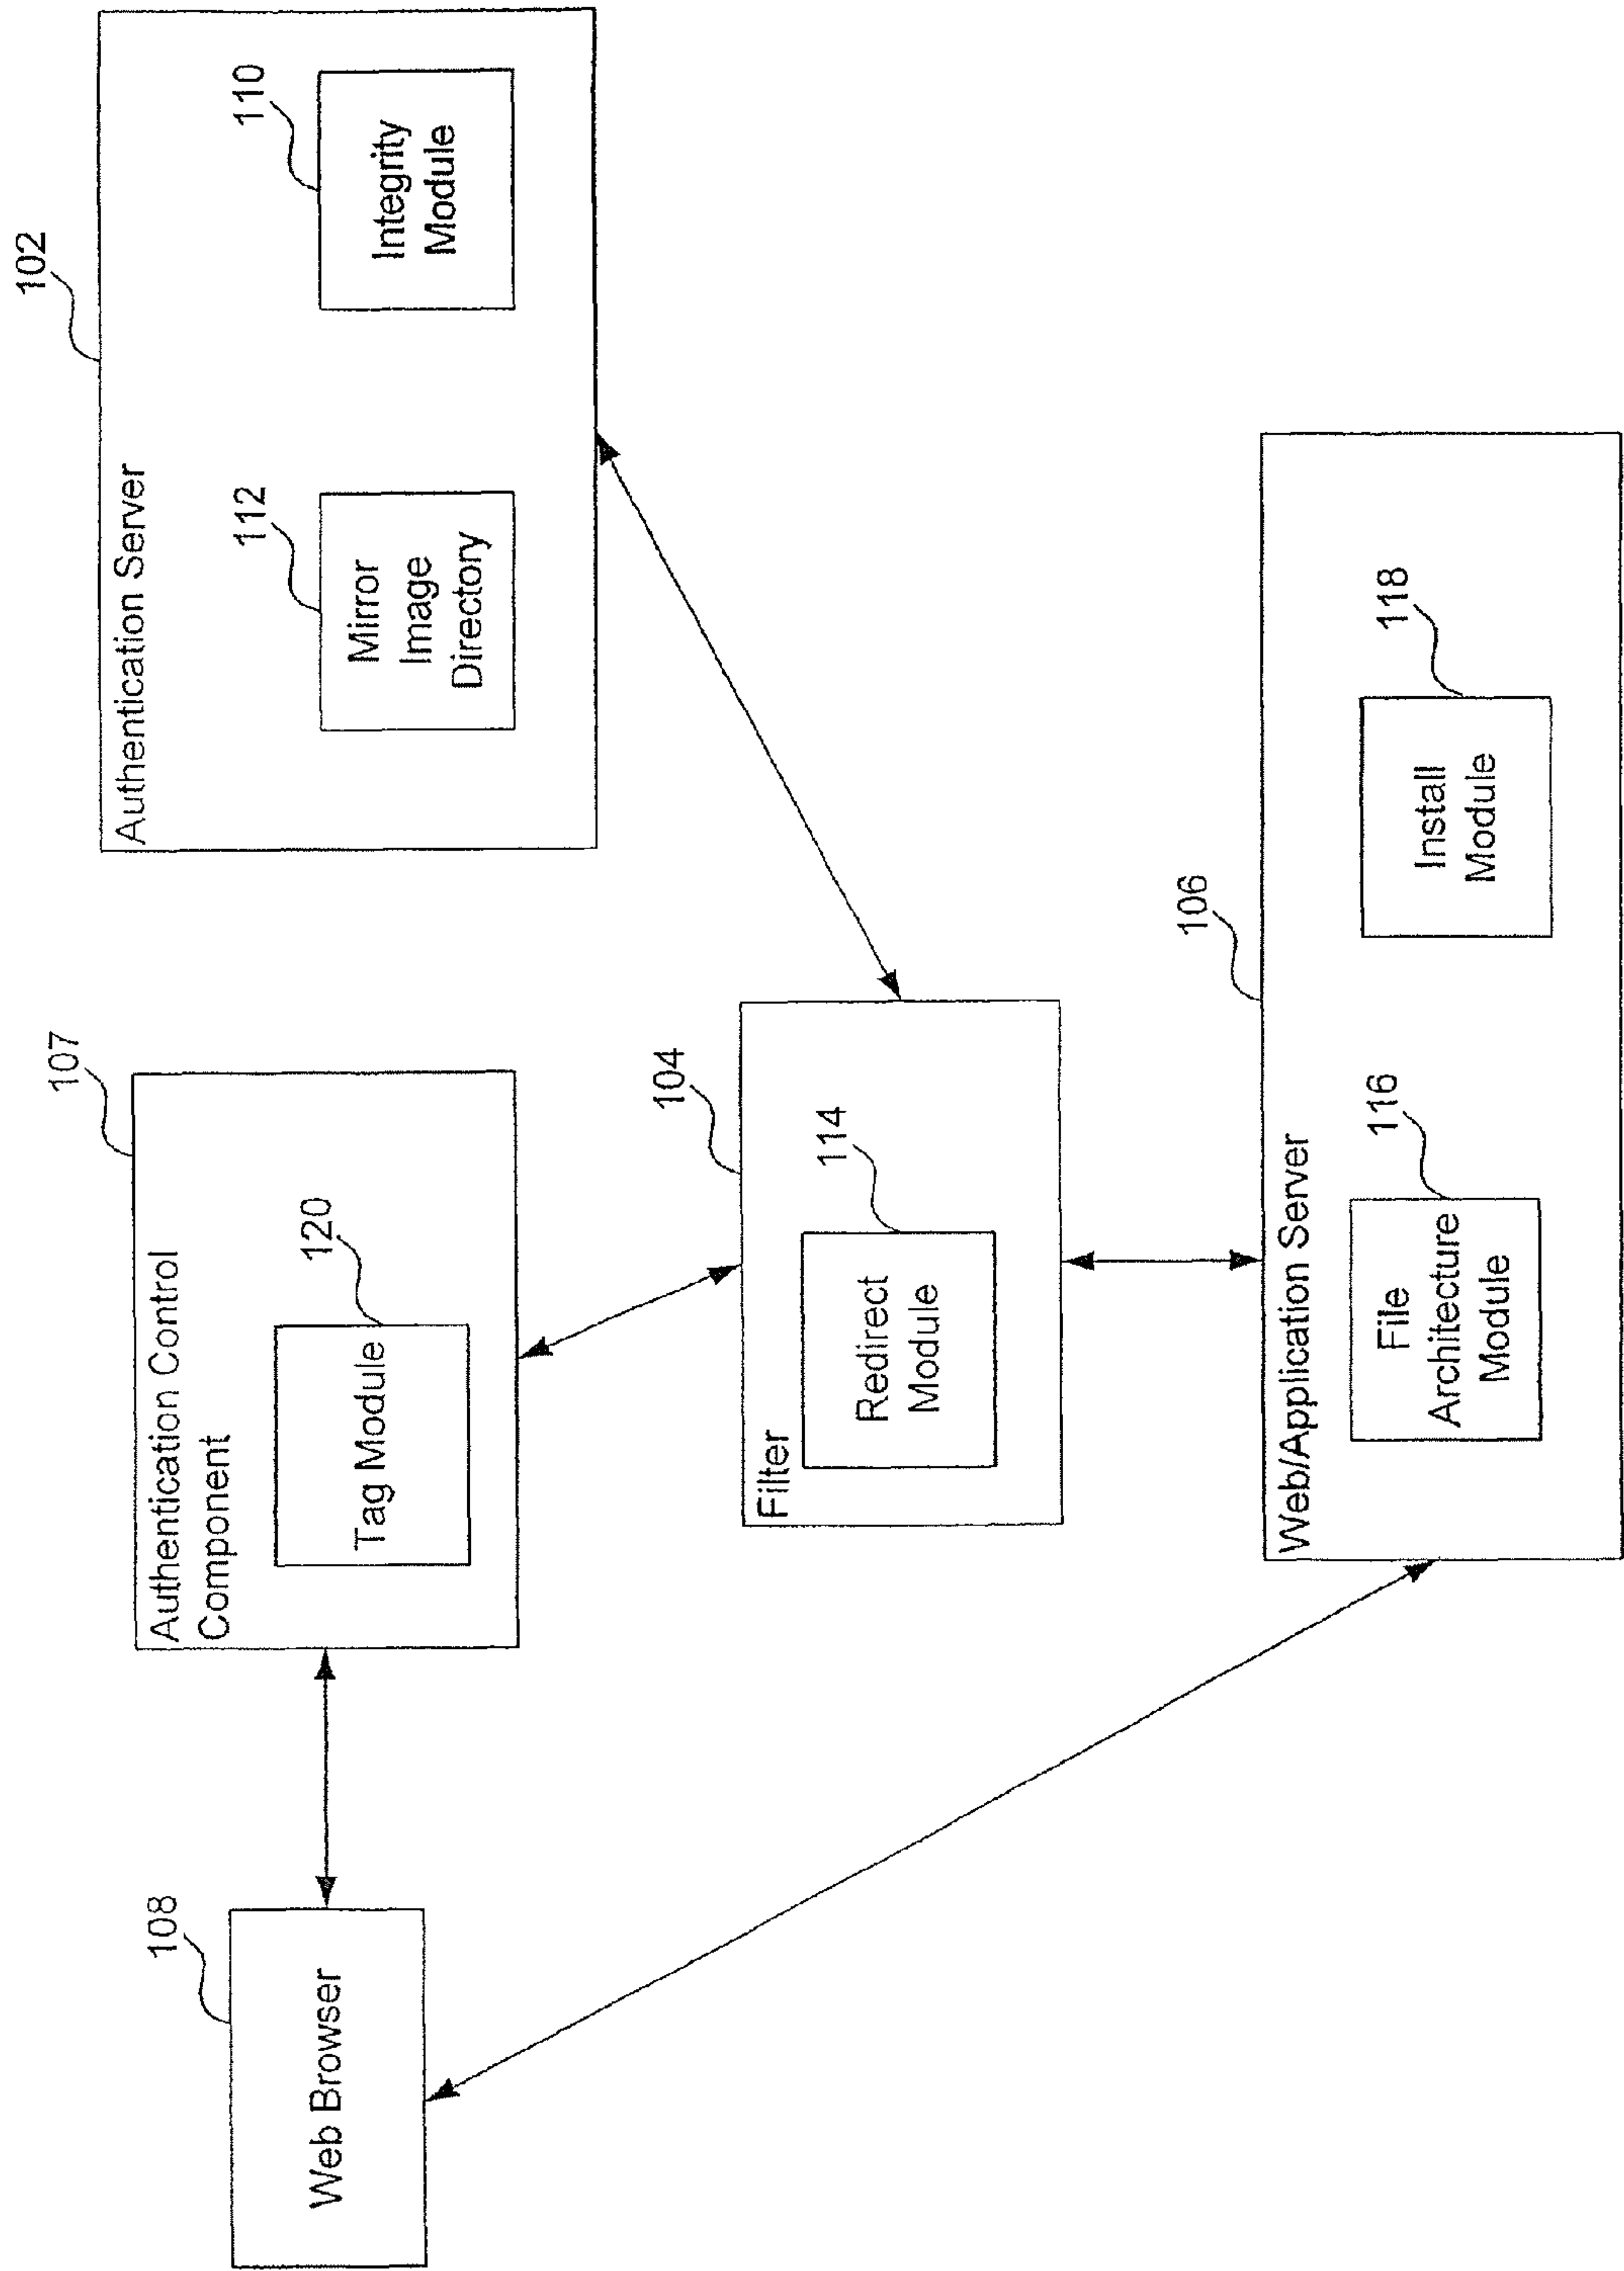 102
Authentication Server
112
Mirror
Image
Directory
110
Integrity
Module
107
Authentication Control
Component
120
Tag Module
108
Web Browser
104
Filter
114
Redirect
Module
106
Web/Application Server
116
File
Architecture
Module
118
Install
Module